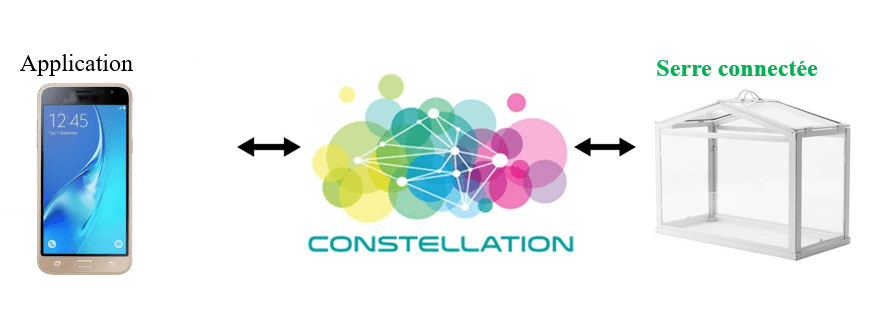 Application
Serre connectée
12:45
CONSTELLATION